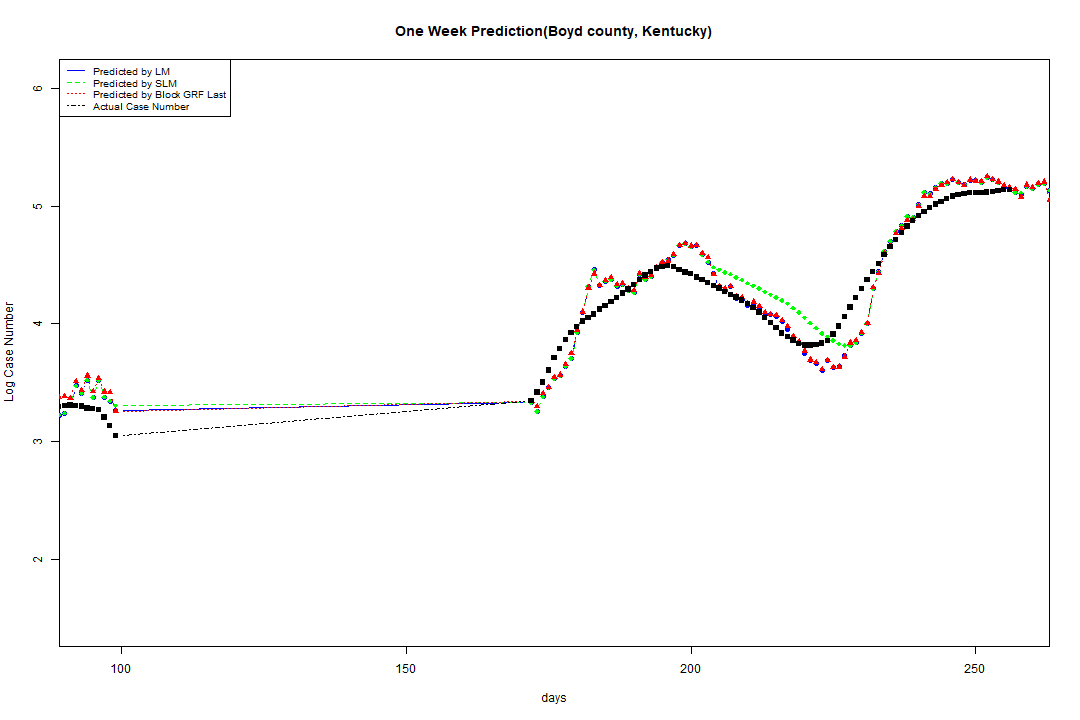 One Week Prediction(Boyd county, Kentucky)
Predicted by LM
Predicted by SLM
Predicted by Block GRF Last
Actual Case Number
6
5
4
3
2
Log Case Number
100
150
200
250
days